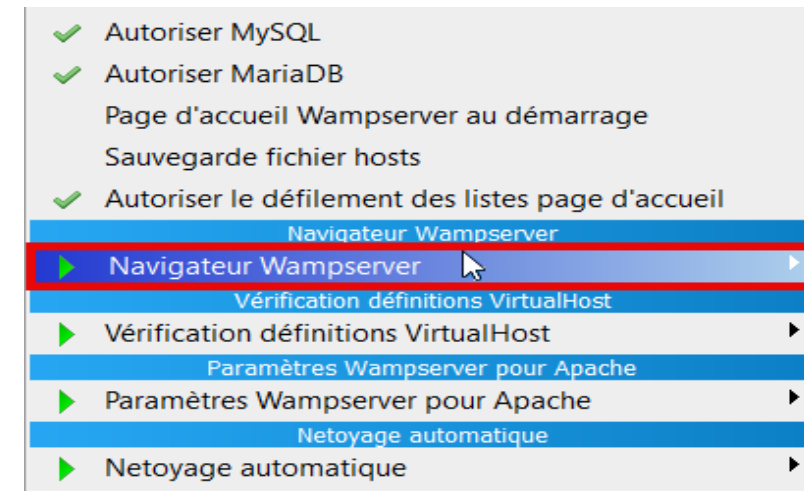 Autoriser MySQL
Autoriser MariaDB
Page d'accueil Wampserver au démarrage
Sauvegarde fichier hosts
Autoriser le défilement des listes page d'accueil
Navigateur Wampserver
Navigateur Wampserver
Vérification définitions VirtualHost
Vérification définitions VirtualHost
Paramètres Wampserver pour Apache
Paramètres Wampserver pour Apache
Netoyage automatique
Netoyage automatique